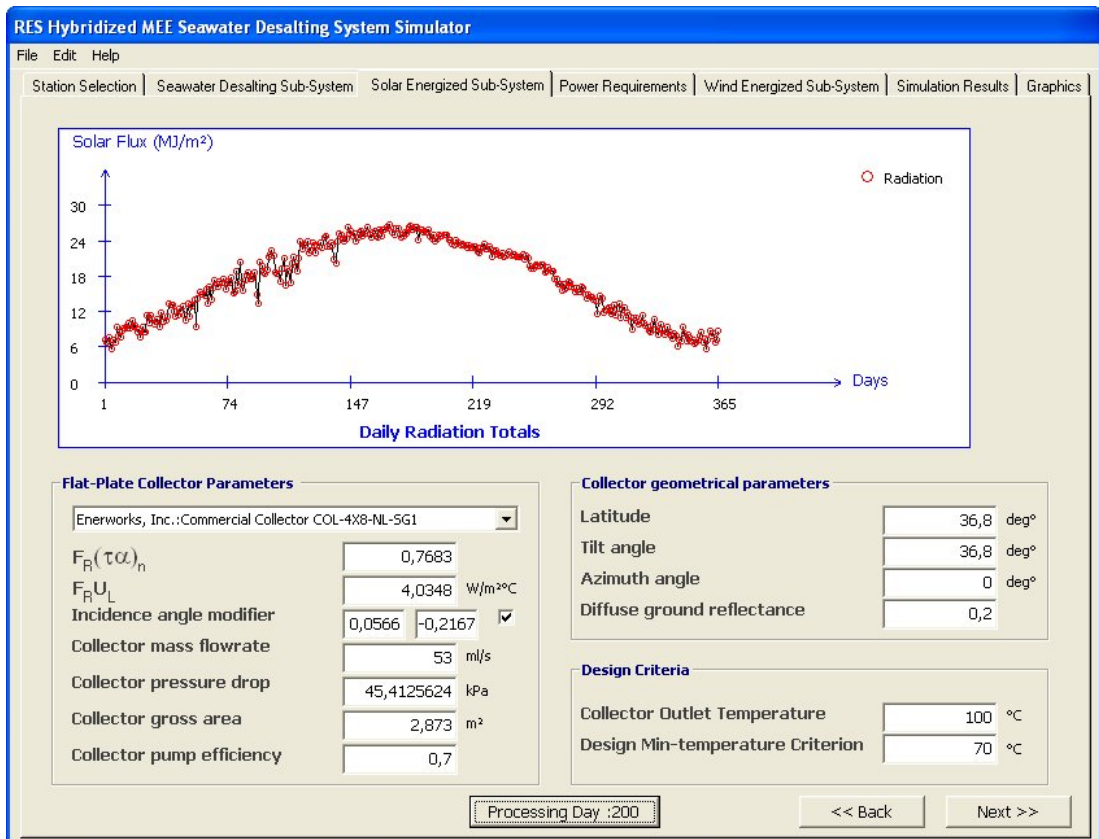 RES Hybridized MEE Seawater Desalting System Simulator
File Edit Help
Station Selection Seawater Desalting Sub-System Solar Energized Sub-System Power Requirements Wind Energized Sub-System Simulation Results Graphics
Solar Flux (MJ/m²)
Radiation
30
24
18
12
6
0
Days
1 74 147 219 292 365
Daily Radiation Totals
Flat-Plate Collector Parameters
Enerworks, Inc.:Commercial Collector COL-4X8-NL-SG1
F_R(τα)_n 0,7683
F_RU_L 4,0348 W/m²°C
Incidence angle modifier 0,0566 -0,2167
Collector mass flowrate 53 ml/s
Collector pressure drop 45,4125624 kPa
Collector gross area 2,873 m²
Collector pump efficiency 0,7
Collector geometrical parameters
Latitude 36,8 deg°
Tilt angle 36,8 deg°
Azimuth angle 0 deg°
Diffuse ground reflectance 0,2
Design Criteria
Collector Outlet Temperature 100 °C
Design Min-temperature Criterion 70 °C
Processing Day :200 << Back Next >>